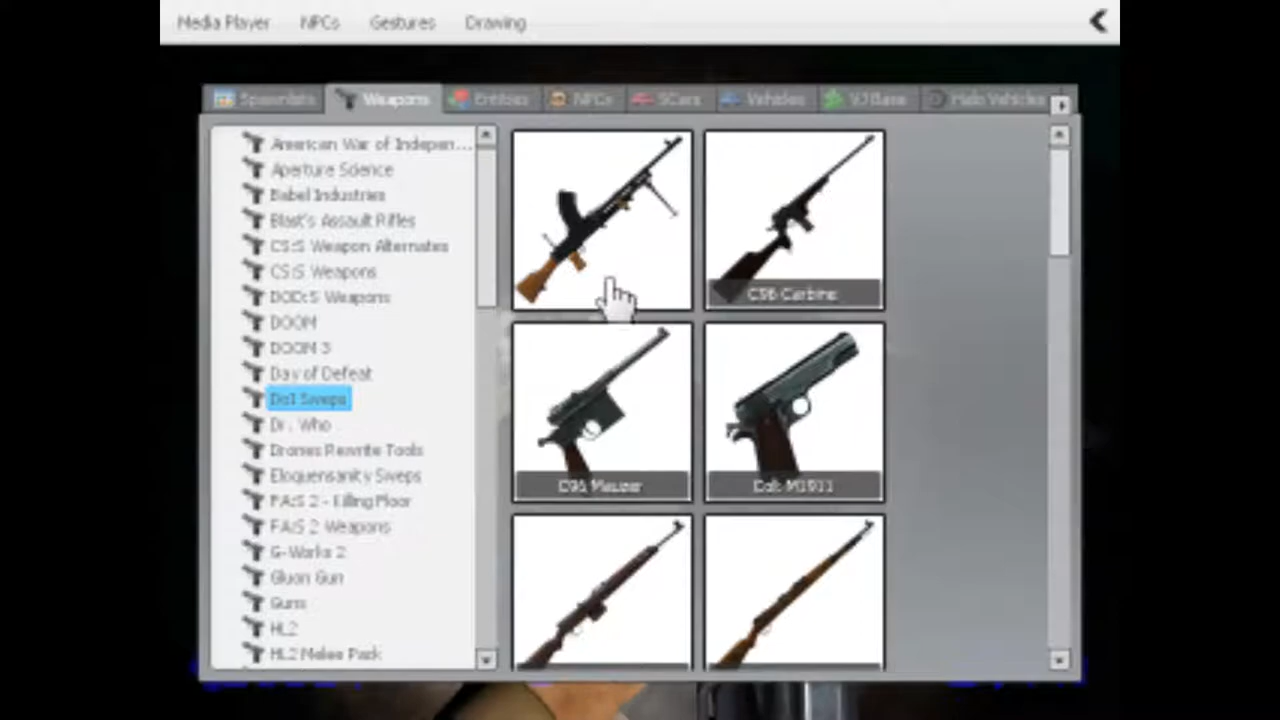 Media Player NPCs Gestures Drawing
Spawnlists Weapons Entities NPCs SCars Vehicles VJBase Halo Vehicles
American War of Indepen...
Aperture Science
Babel Industries
Blast's Assault Rifles
CS:S Weapon Alternates
CS:S Weapons
DOD:S Weapons
DOOM
DOOM 3
Day of Defeat
DoI Sweps
Dr. Who
Drones Rewrite Tools
Eloquensanity Sweps
FA:S 2 - Killing Floor
FA:S 2 Weapons
G-Works 2
Gluon Gun
Guns
HL2
HL2 Melee Pack
C96 Carbine
C96 Mauser
Colt M1911